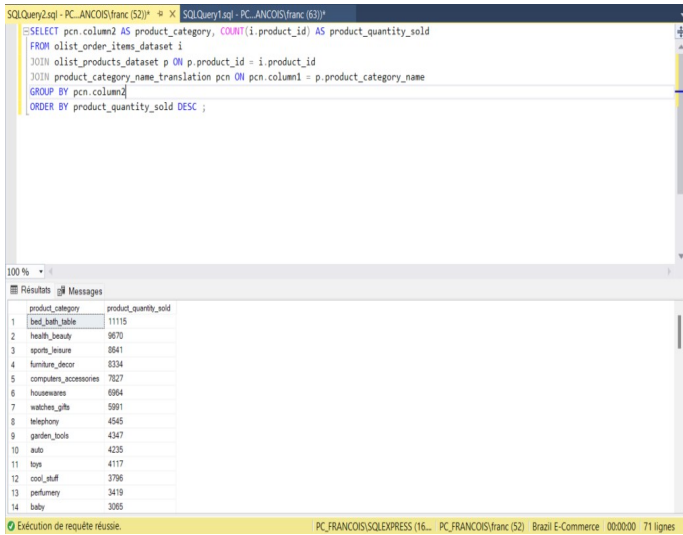 SQLQuery2.sql - PC...ANCOIS\franc (52))* SQLQuery1.sql - PC...ANCOIS\franc (63))*
SELECT pcn.column2 AS product_category, COUNT(i.product_id) AS product_quantity_sold
FROM olist_order_items_dataset i
JOIN olist_products_dataset p ON p.product_id = i.product_id
JOIN product_category_name_translation pcn ON pcn.column1 = p.product_category_name
GROUP BY pcn.column2
ORDER BY product_quantity_sold DESC ;
100 %
Résultats Messages
product_category product_quantity_sold
1 bed_bath_table 11115
2 health_beauty 9670
3 sports_leisure 8641
4 furniture_decor 8334
5 computers_accessories 7827
6 housewares 6964
7 watches_gifts 5991
8 telephony 4545
9 garden_tools 4347
10 auto 4235
11 toys 4117
12 cool_stuff 3796
13 perfumery 3419
14 baby 3065
Exécution de requête réussie. PC_FRANCOIS\SQLEXPRESS (16... PC_FRANCOIS\franc (52) Brazil E-Commerce 00:00:00 71 lignes